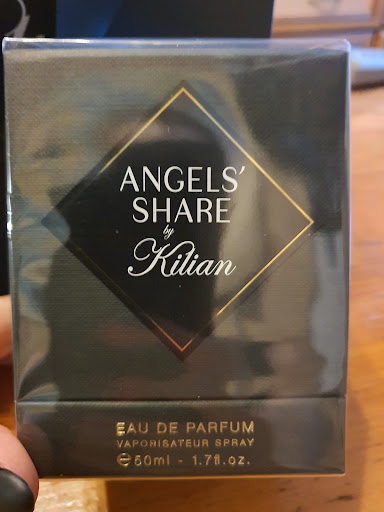 ANGELS'
SHARE
by
Kilian
EAU DE PARFUM
VAPORISATEUR SPRAY
℮50ml - 1.7fl.oz.